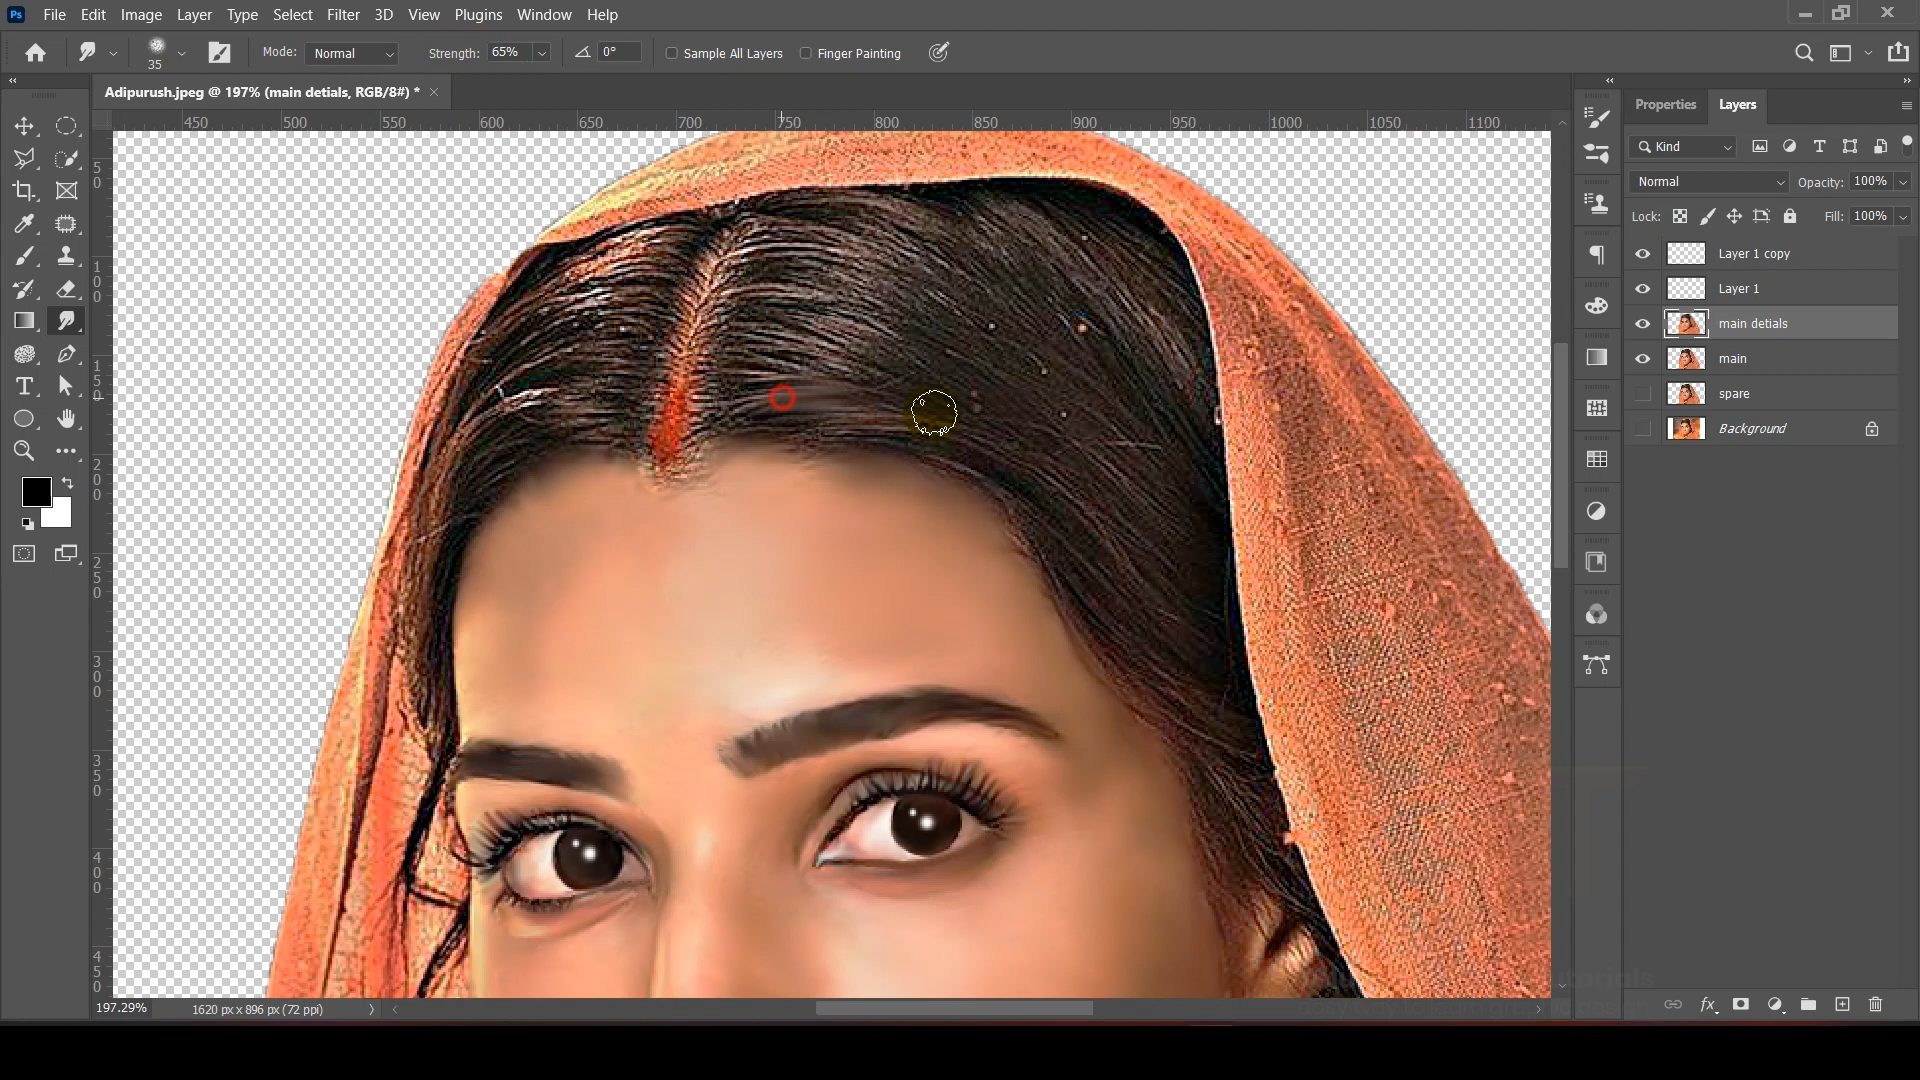 Ps File Edit Image Layer Type Select Filter 3D View Plugins Window Help
35 Mode: Normal Strength: 65% 0° Sample All Layers Finger Painting
Adipurush.jpeg @ 197% (main detials, RGB/8#) * ×
450 500 550 600 650 700 750 800 850 900 950 1000 1050 1100
50
100
150
200
250
300
350
400
450
Properties Layers
Kind
Normal Opacity: 100%
Lock: Fill: 100%
Layer 1 copy
Layer 1
main detials
main
spare
Background
197.29% 1620 px x 896 px (72 ppi)